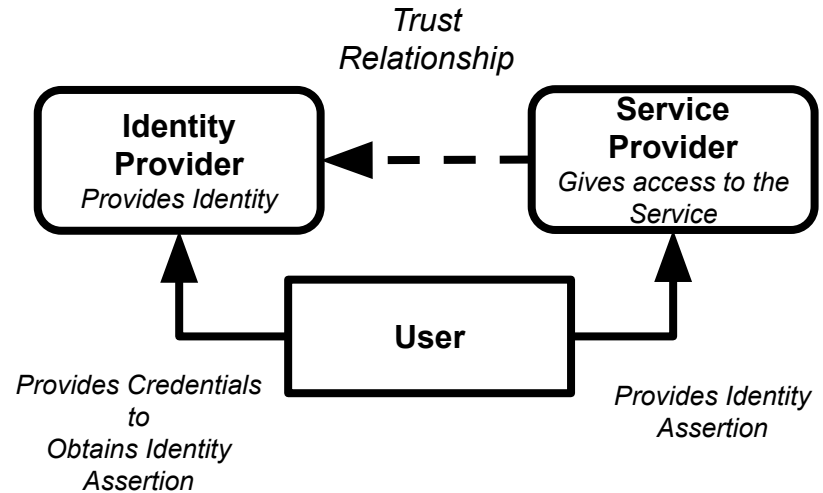 Trust
Relationship
Identity
Provider
Provides Identity
Service
Provider
Gives access to the
Service
User
Provides Credentials
to
Obtains Identity
Assertion
Provides Identity
Assertion